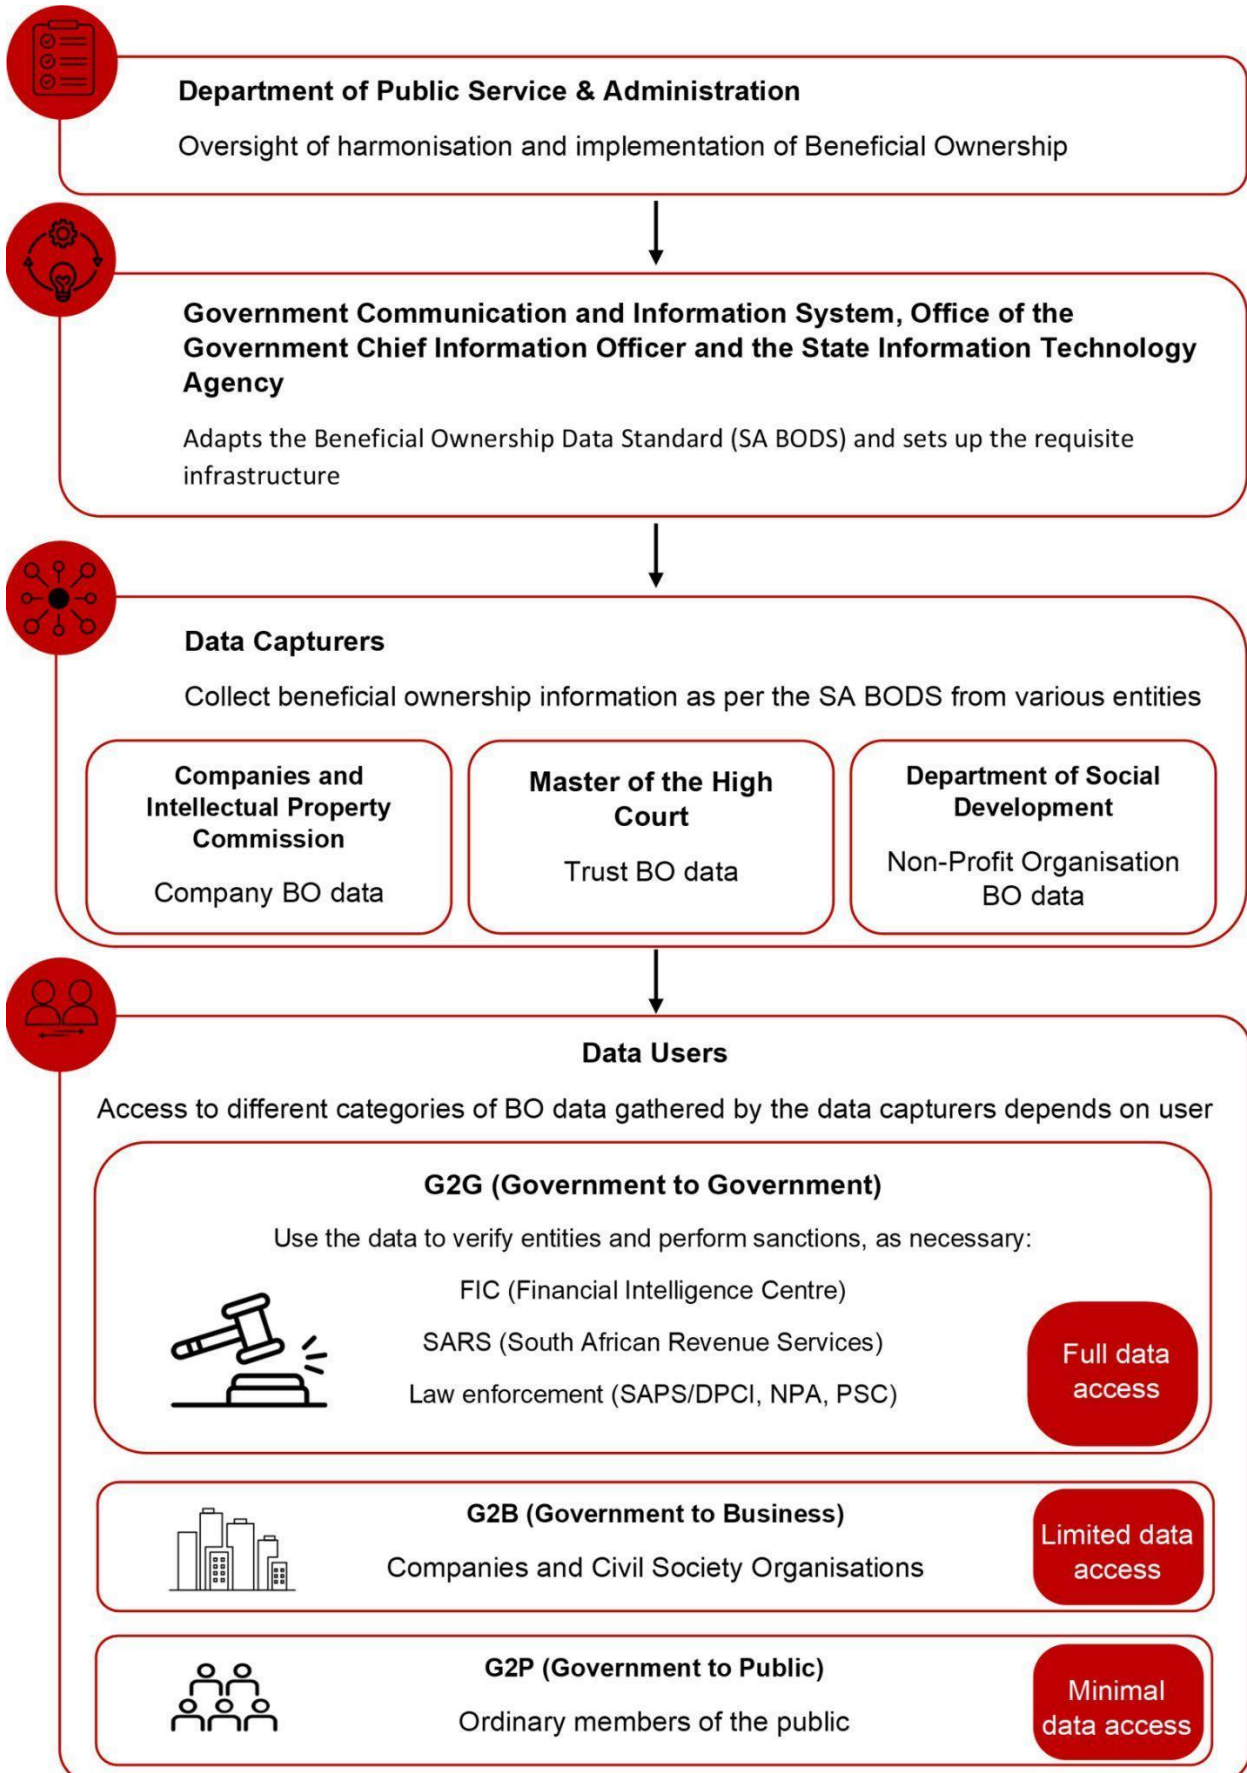 Department of Public Service & Administration
Oversight of harmonisation and implementation of Beneficial Ownership
Government Communication and Information System, Office of the
Government Chief Information Officer and the State Information Technology
Agency
Adapts the Beneficial Ownership Data Standard (SA BODS) and sets up the requisite
infrastructure
Data Capturers
Collect beneficial ownership information as per the SA BODS from various entities
Companies and
Intellectual Property
Commission
Company BO data
Master of the High
Court
Trust BO data
Department of Social
Development
Non-Profit Organisation
BO data
Data Users
Access to different categories of BO data gathered by the data capturers depends on user
G2G (Government to Government)
Use the data to verify entities and perform sanctions, as necessary:
FIC (Financial Intelligence Centre)
SARS (South African Revenue Services)
Law enforcement (SAPS/DPCI, NPA, PSC)
Full data
access
G2B (Government to Business)
Companies and Civil Society Organisations
Limited data
access
G2P (Government to Public)
Ordinary members of the public
Minimal
data access